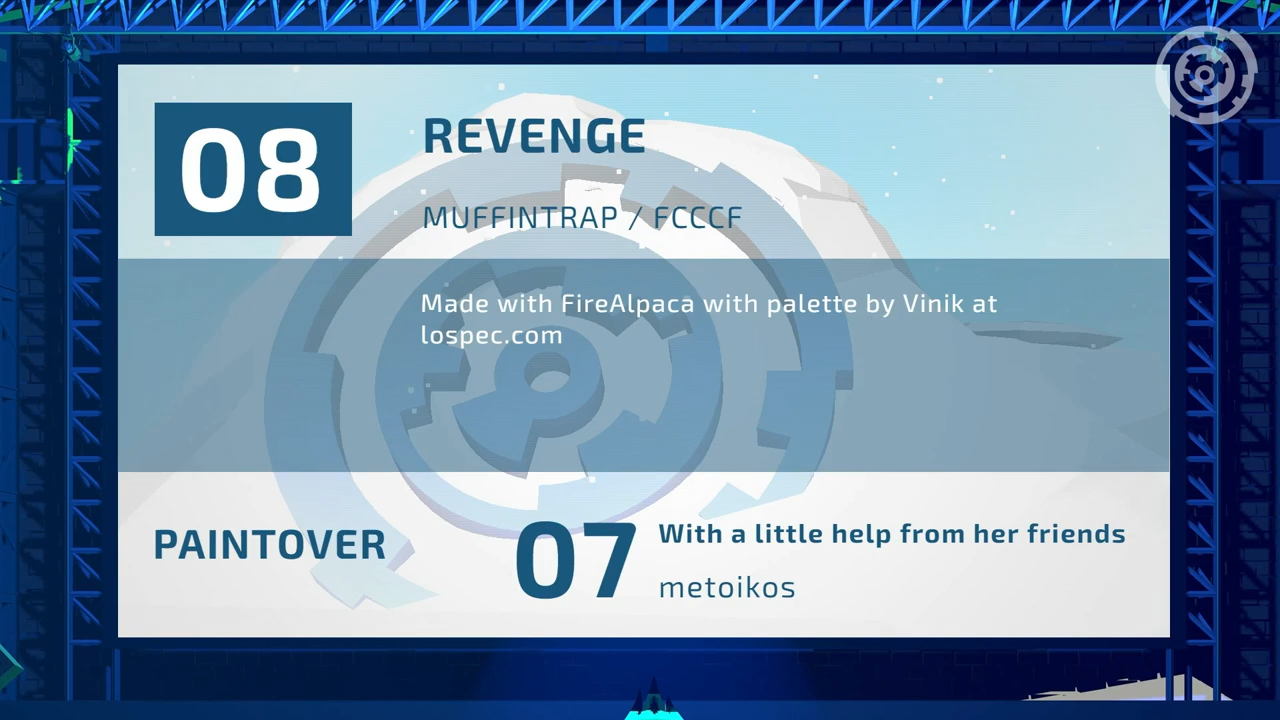 08
REVENGE
MUFFINTRAP / FCCCF
Made with FireAlpaca with palette by Vinik at
lospec.com
PAINTOVER
07
With a little help from her friends
metoikos